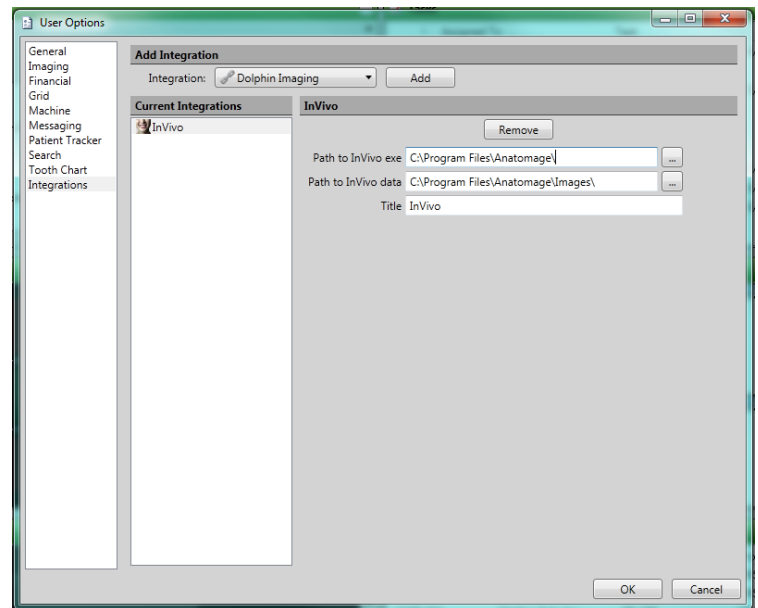 User Options
General
Imaging
Financial
Grid
Machine
Messaging
Patient Tracker
Search
Tooth Chart
Integrations
Add Integration
Integration: Dolphin Imaging Add
Current Integrations
InVivo
InVivo
Remove
Path to InVivo exe C:\Program Files\Anatomage\ ...
Path to InVivo data C:\Program Files\Anatomage\Images\ ...
Title InVivo
OK Cancel